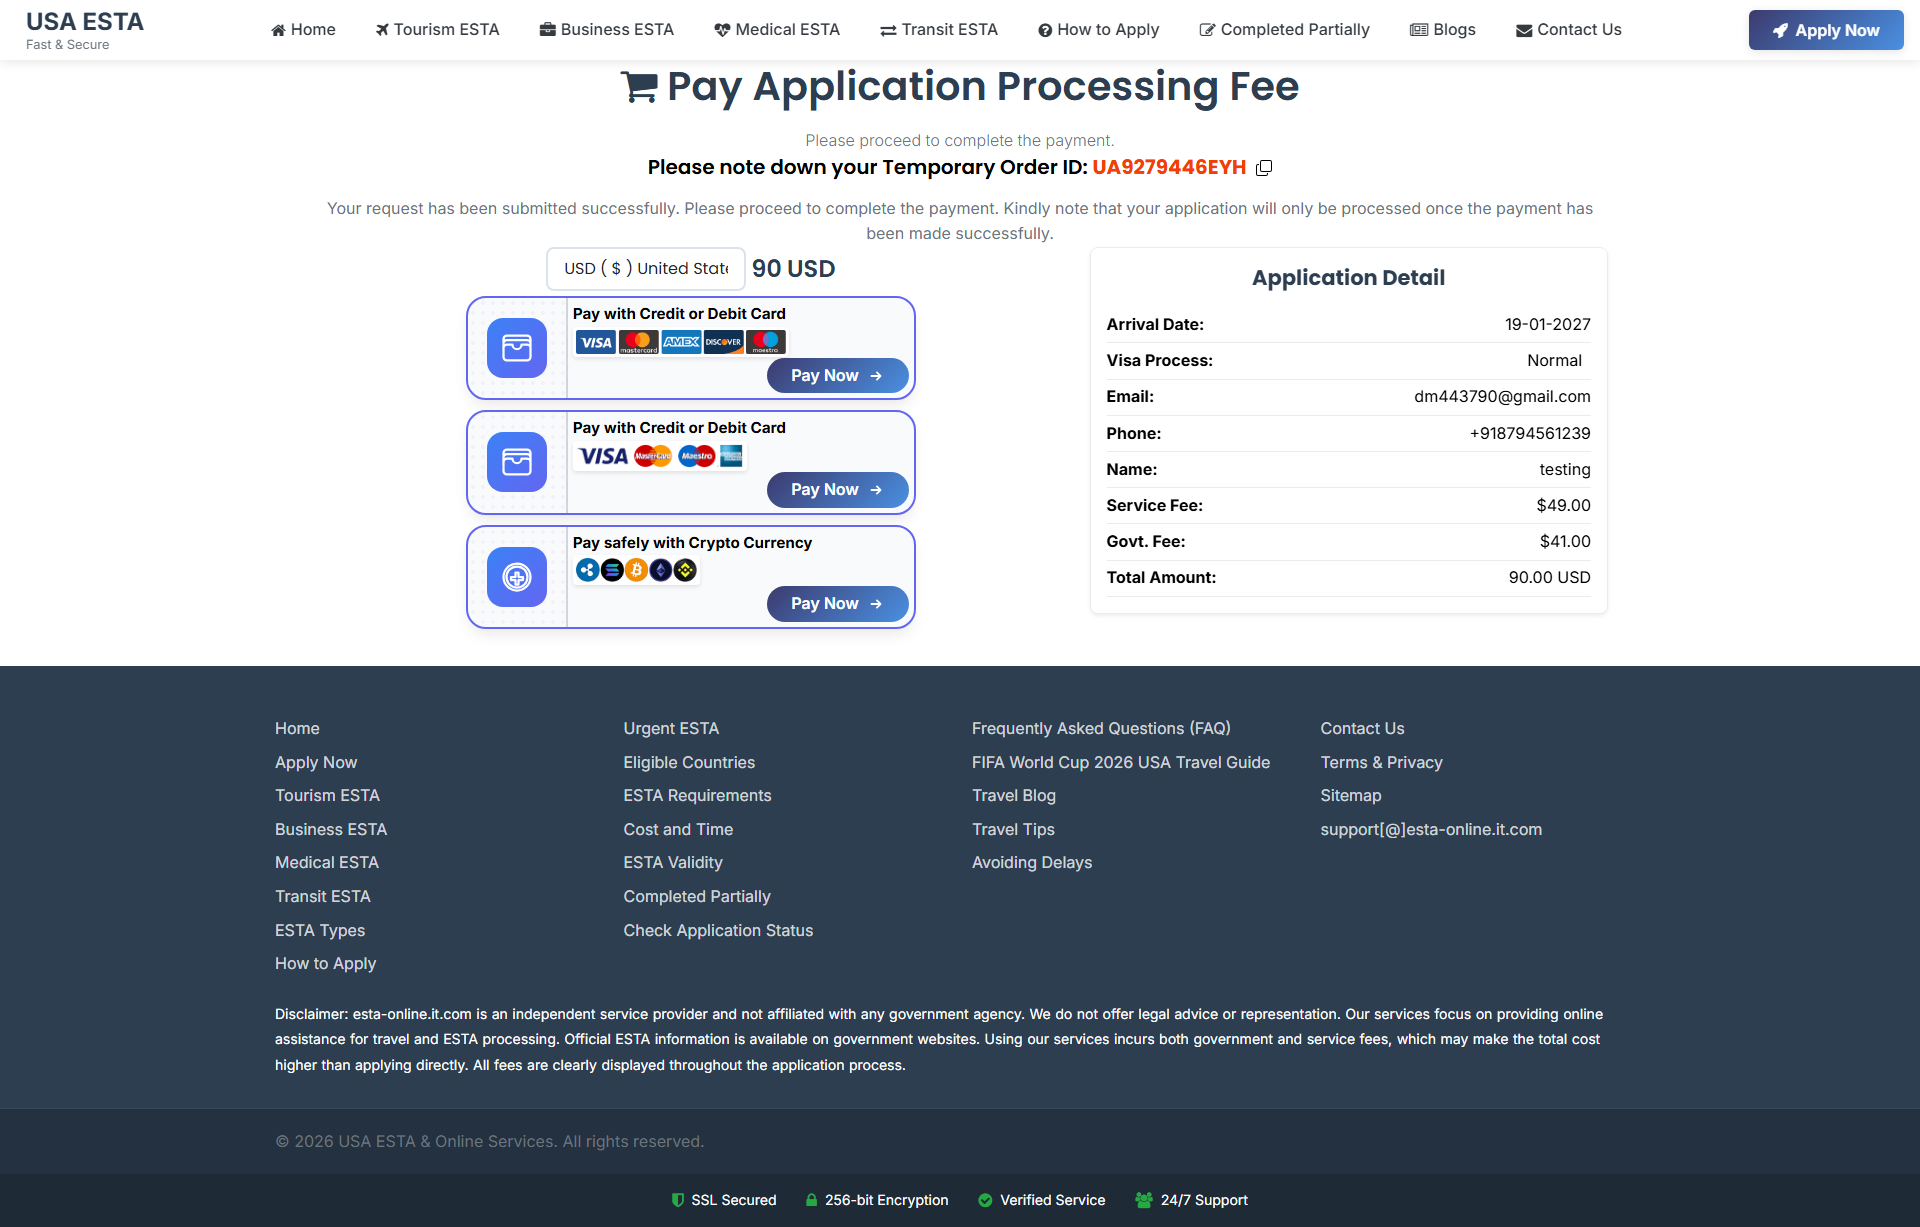 USA ESTA
Fast & Secure
Home
Tourism ESTA
Business ESTA
Medical ESTA
Transit ESTA
How to Apply
Completed Partially
Blogs
Contact Us
Apply Now
Pay Application Processing Fee
Please proceed to complete the payment.
Please note down your Temporary Order ID: UA9279446EYH
Your request has been submitted successfully. Please proceed to complete the payment. Kindly note that your application will only be processed once the payment has
been made successfully.
USD ( $ ) United State
90 USD
Pay with Credit or Debit Card
VISA mastercard AMEX DISCOVER maestro
Pay Now
Pay with Credit or Debit Card
VISA MasterCard Maestro
Pay Now
Pay safely with Crypto Currency
Pay Now
Application Detail
Arrival Date: 19-01-2027
Visa Process: Normal
Email: dm443790@gmail.com
Phone: +918794561239
Name: testing
Service Fee: $49.00
Govt. Fee: $41.00
Total Amount: 90.00 USD
Home
Apply Now
Tourism ESTA
Business ESTA
Medical ESTA
Transit ESTA
ESTA Types
How to Apply
Urgent ESTA
Eligible Countries
ESTA Requirements
Cost and Time
ESTA Validity
Completed Partially
Check Application Status
Frequently Asked Questions (FAQ)
FIFA World Cup 2026 USA Travel Guide
Travel Blog
Travel Tips
Avoiding Delays
Contact Us
Terms & Privacy
Sitemap
support[@]esta-online.it.com
Disclaimer: esta-online.it.com is an independent service provider and not affiliated with any government agency. We do not offer legal advice or representation. Our services focus on providing online
assistance for travel and ESTA processing. Official ESTA information is available on government websites. Using our services incurs both government and service fees, which may make the total cost
higher than applying directly. All fees are clearly displayed throughout the application process.
© 2026 USA ESTA & Online Services. All rights reserved.
SSL Secured
256-bit Encryption
Verified Service
24/7 Support